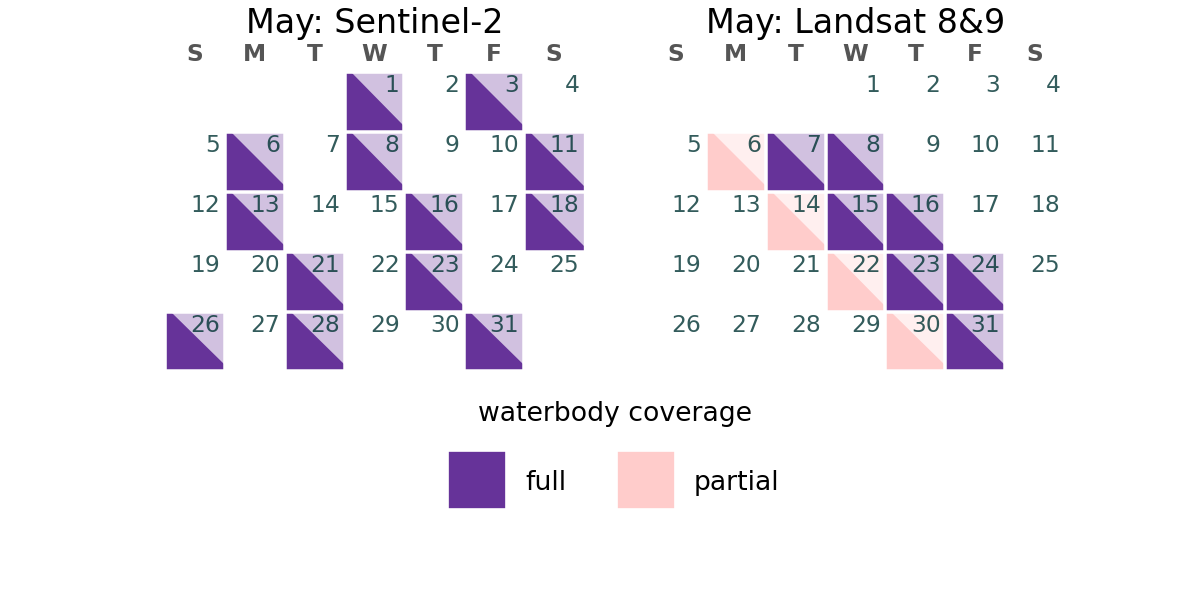 May: Sentinel-2
S M T W T F S
1 2 3 4
5 6 7 8 9 10 11
12 13 14 15 16 17 18
19 20 21 22 23 24 25
26 27 28 29 30 31
May: Landsat 8&9
S M T W T F S
1 2 3 4
5 6 7 8 9 10 11
12 13 14 15 16 17 18
19 20 21 22 23 24 25
26 27 28 29 30 31
waterbody coverage
full partial